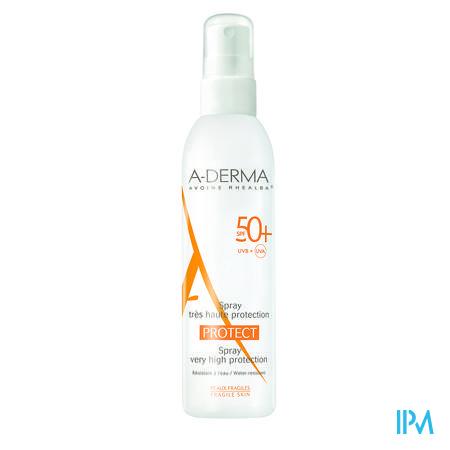 A-DERMA
AVOINE RHEALBA®
SPF 50+
UVB + UVA
Spray
très haute protection
PROTECT
Spray
very high protection
Résistant à l'eau / Water-resistant
PEAUX FRAGILES
FRAGILE SKIN
IPM